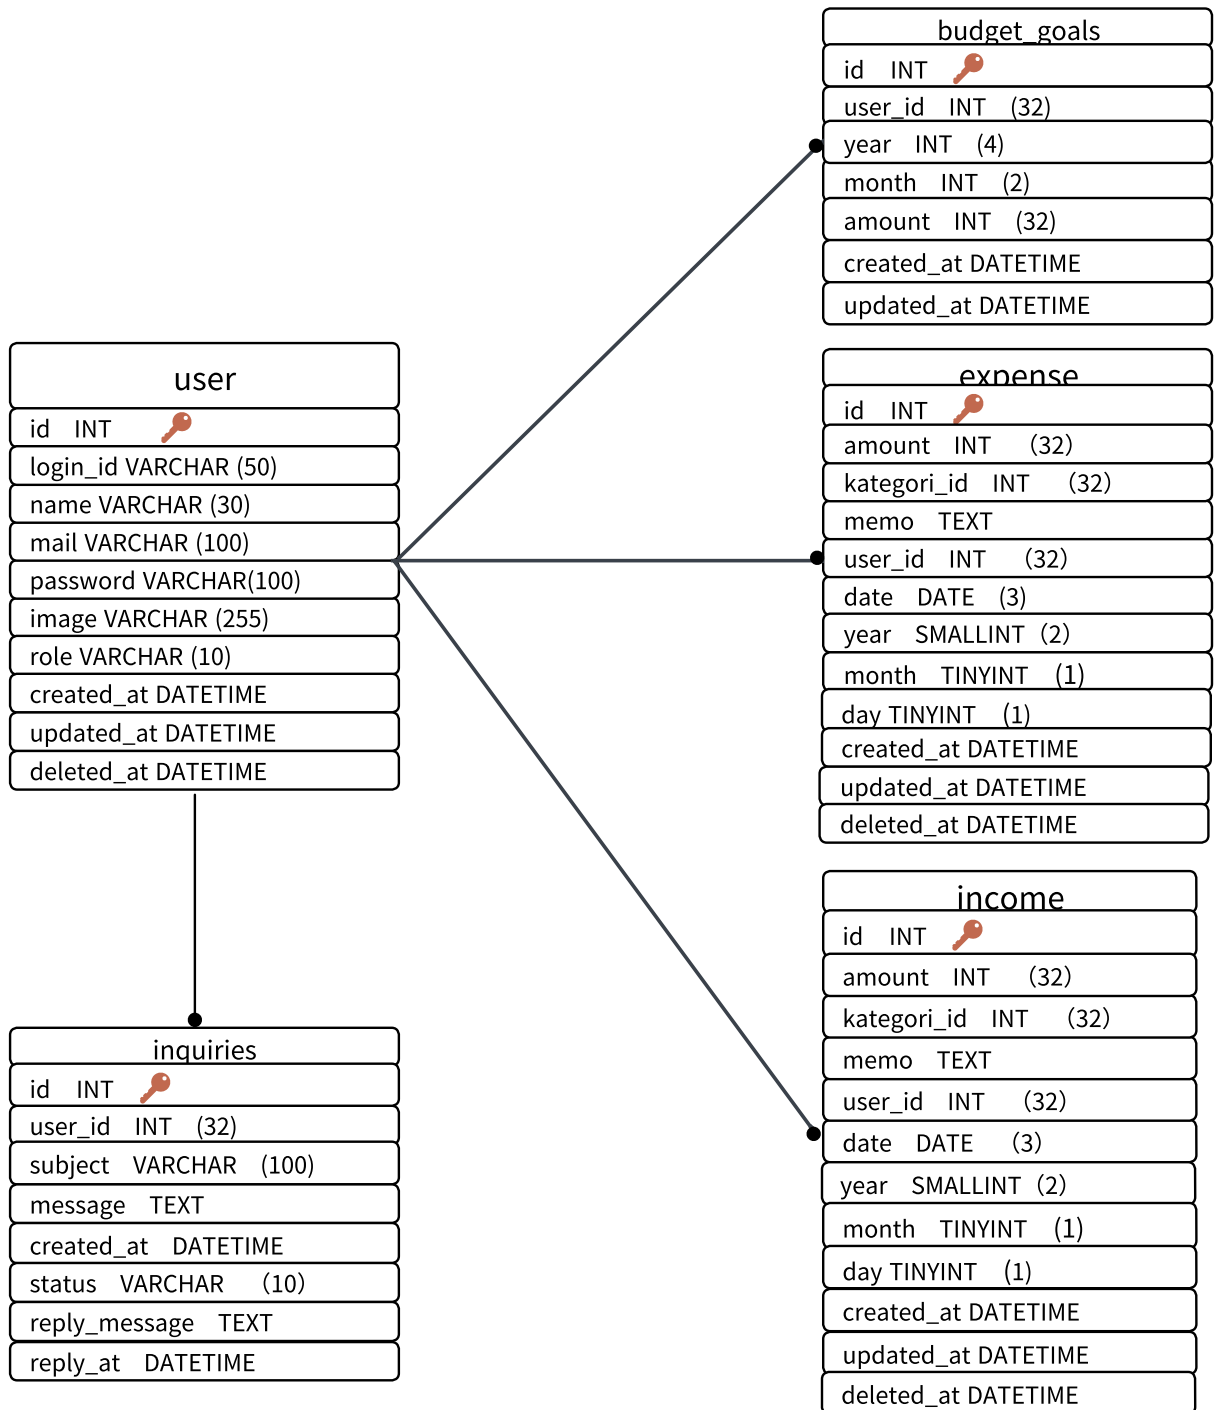 budget_goals
id INT
user_id INT (32)
year INT (4)
month INT (2)
amount INT (32)
created_at DATETIME
updated_at DATETIME
user
id INT
login_id VARCHAR (50)
name VARCHAR (30)
mail VARCHAR (100)
password VARCHAR(100)
image VARCHAR (255)
role VARCHAR (10)
created_at DATETIME
updated_at DATETIME
deleted_at DATETIME
expense
id INT
amount INT （32）
kategori_id INT （32）
memo TEXT
user_id INT （32）
date DATE (3)
year SMALLINT（2）
month TINYINT (1)
day TINYINT (1)
created_at DATETIME
updated_at DATETIME
deleted_at DATETIME
income
id INT
amount INT （32）
kategori_id INT （32）
memo TEXT
user_id INT （32）
date DATE （3）
year SMALLINT（2）
month TINYINT (1)
day TINYINT (1)
created_at DATETIME
updated_at DATETIME
deleted_at DATETIME
inquiries
id INT
user_id INT (32)
subject VARCHAR (100)
message TEXT
created_at DATETIME
status VARCHAR （10）
reply_message TEXT
reply_at DATETIME